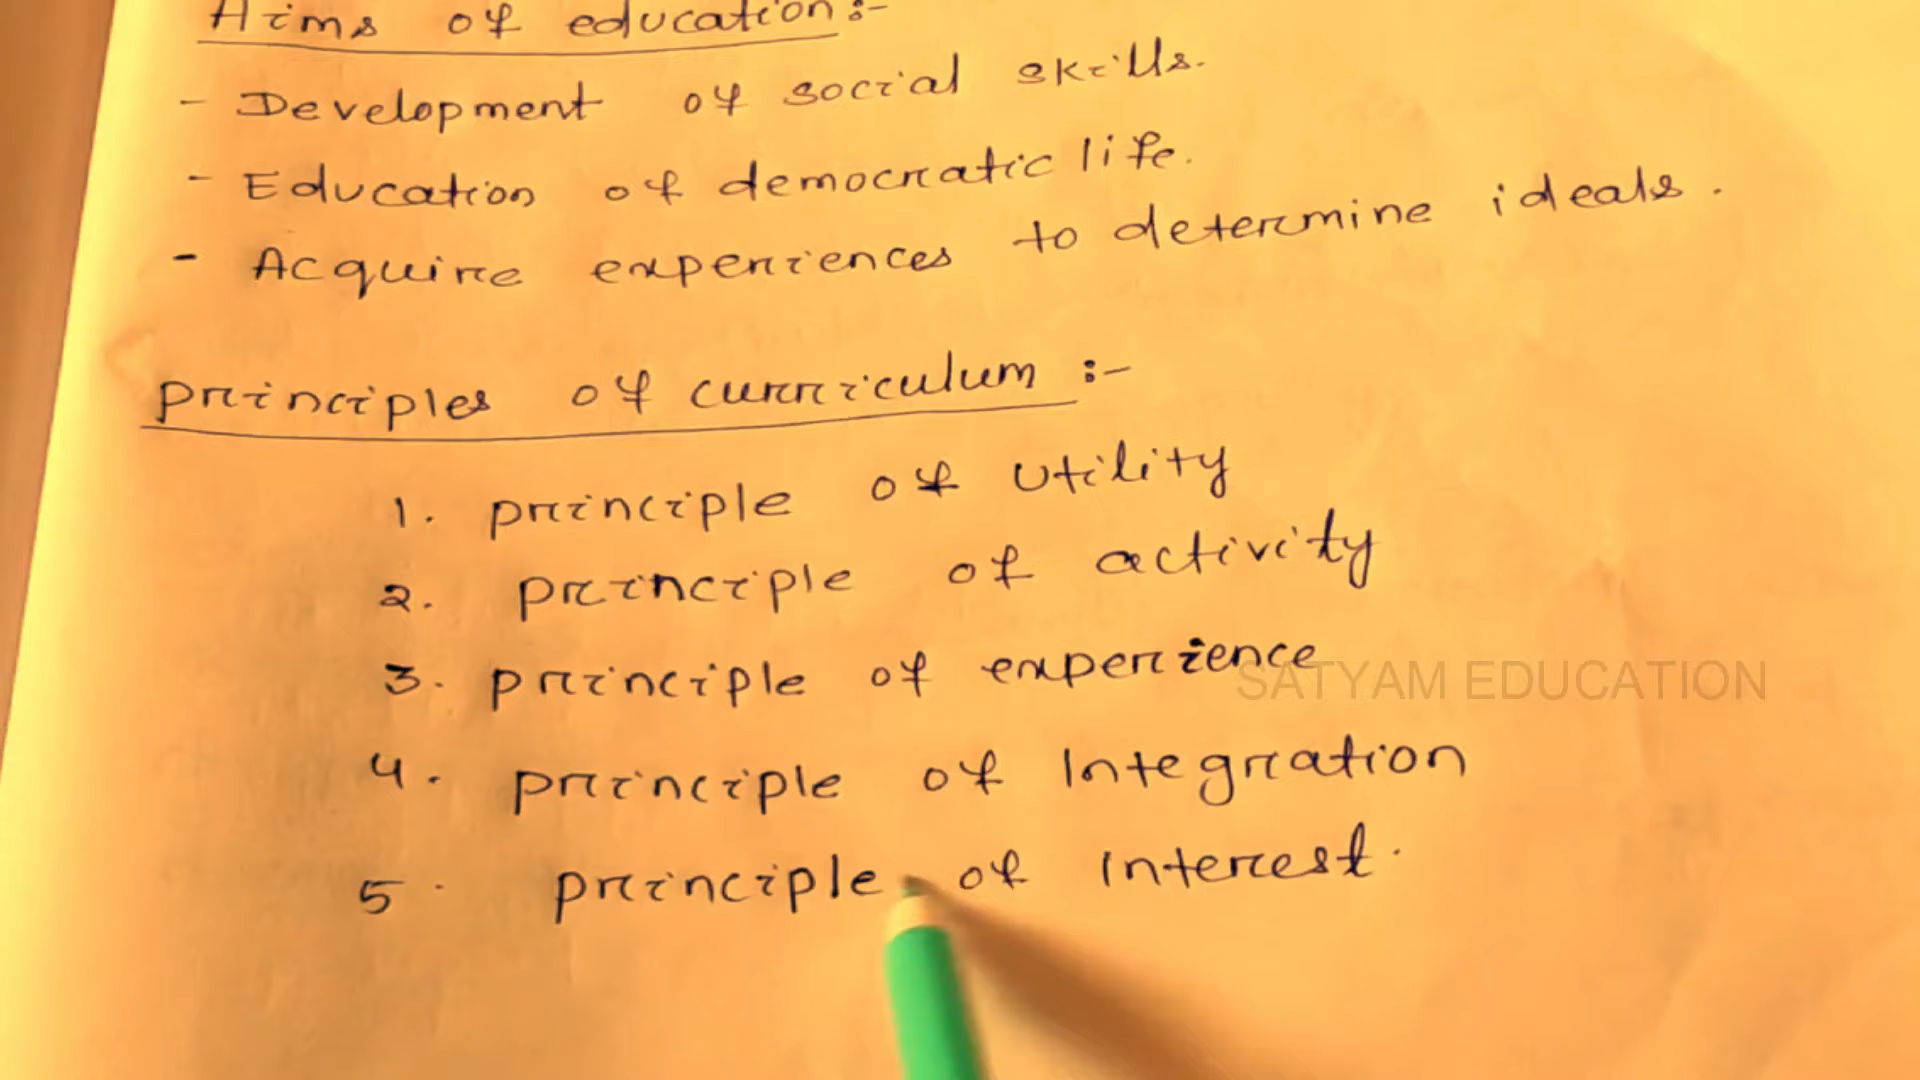 Aims of education :-
- Development of social skills.
- Education of democratic life.
- Acquire experiences to determine ideals.
principles of curriculum :-
1. principle of Utility
2. principle of activity
3. principle of experience
SATYAM EDUCATION
4. principle of Integration
5. principle of Interest.